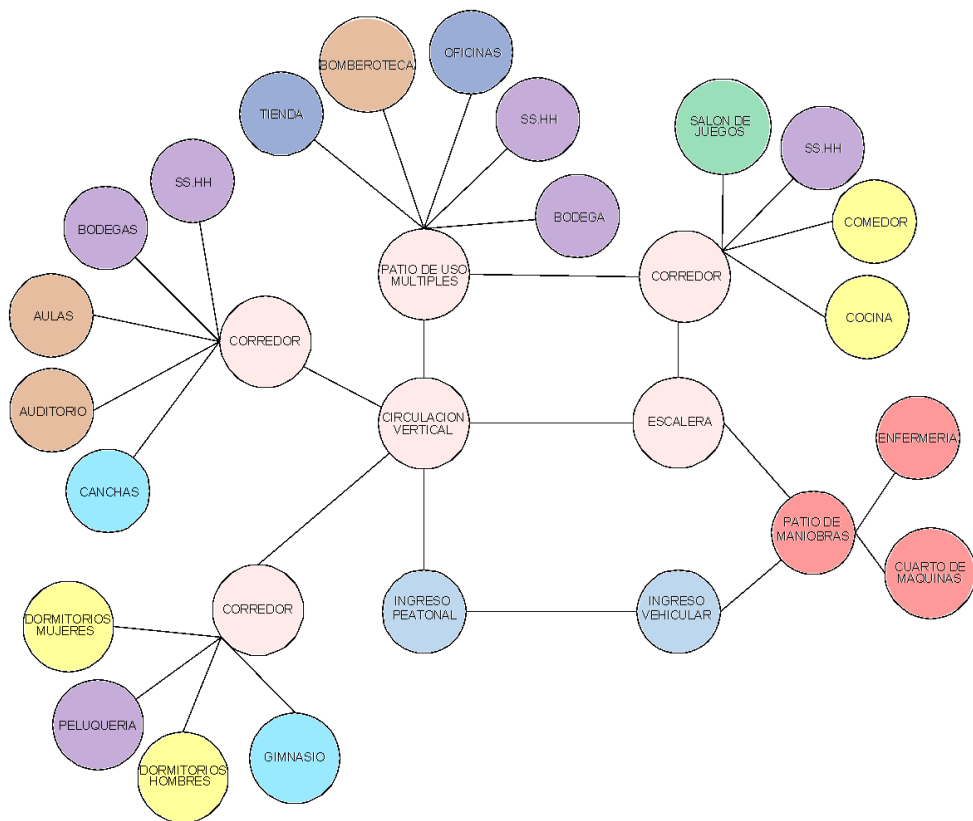 OFICINAS
BOMBEROTECA
TIENDA
SS.HH
SALON DE
JUEGOS
SS.HH
SS.HH
BODEGAS
BODEGA
COMEDOR
PATIO DE USO
MULTIPLES
CORREDOR
AULAS
COCINA
CORREDOR
AUDITORIO
CIRCULACION
VERTICAL
ESCALERA
ENFERMERIA
CANCHAS
PATIO DE
MANIOBRAS
CUARTO DE
MAQUINAS
CORREDOR
INGRESO
PEATONAL
INGRESO
VEHICULAR
DORMITORIOS
MUJERES
PELUQUERIA
GIMNASIO
DORMITORIOS
HOMBRES